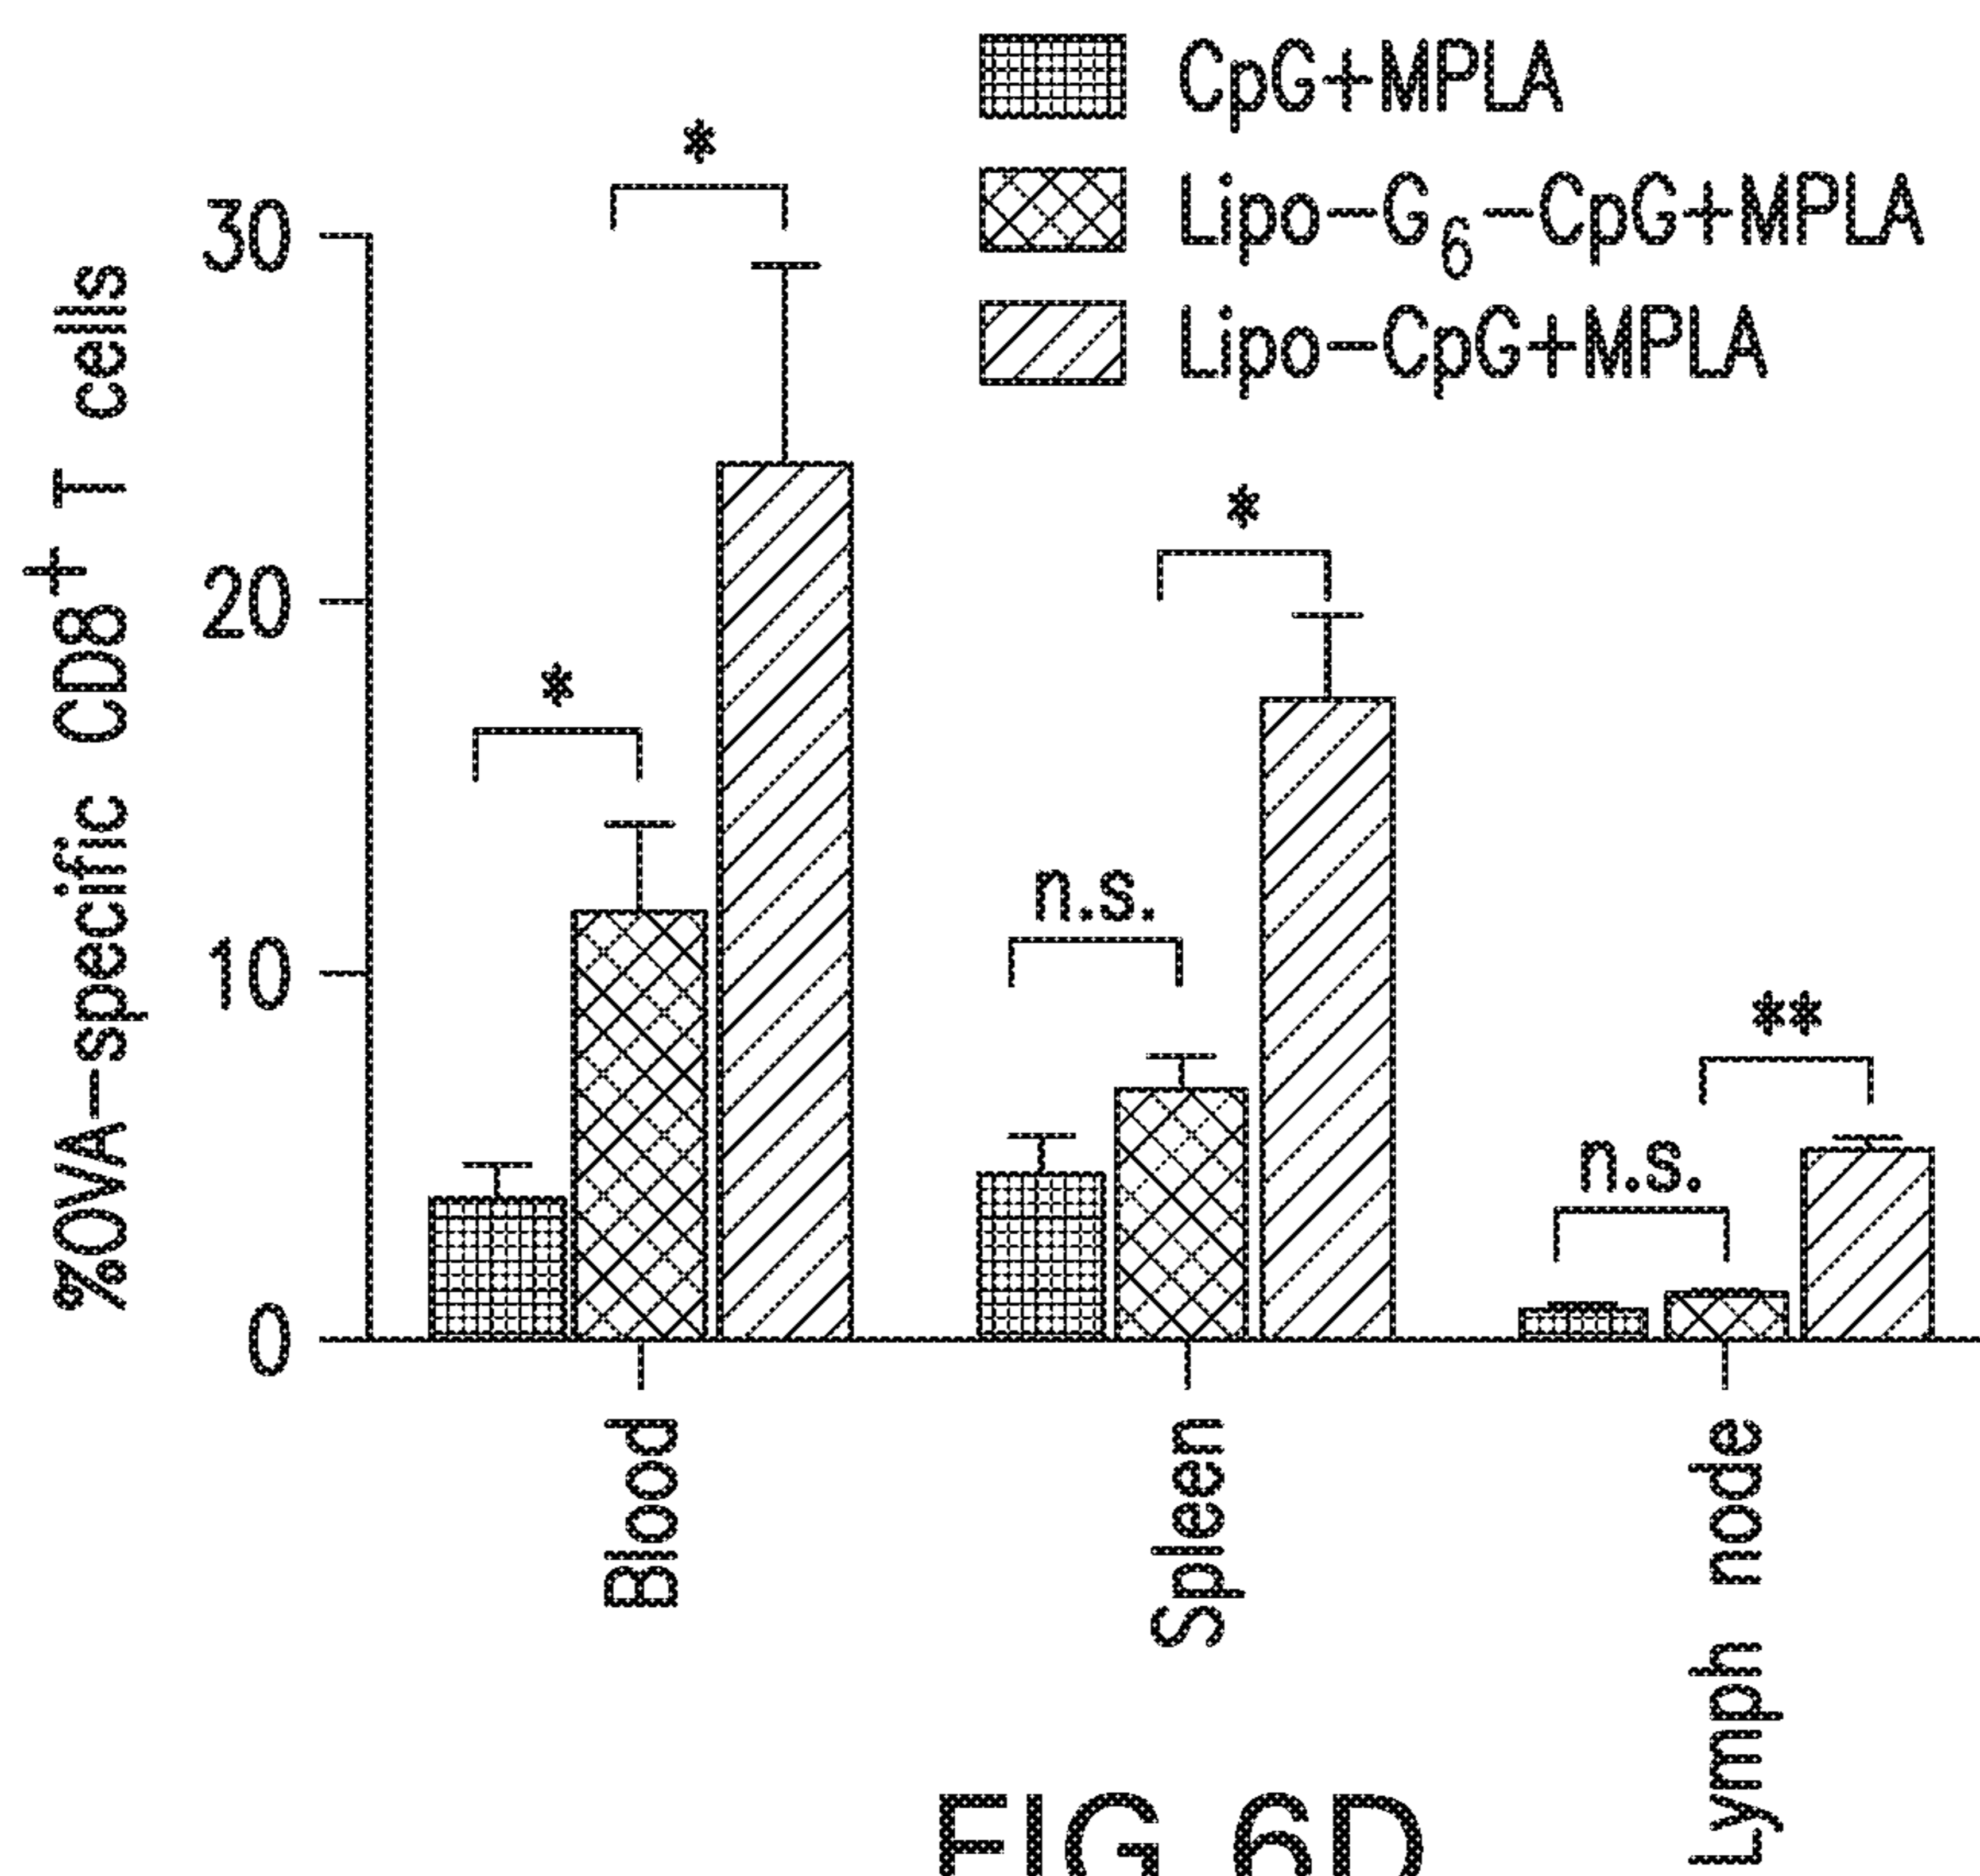 CpG+MPLA
Lipo-G6-CpG+MPLA
Lipo-CpG+MPLA
%OVA-specific CD8+ T cells
30
20
10
0
*
*
n.s.
*
n.s.
**
Blood
Spleen
Lymph node
FIG 6D